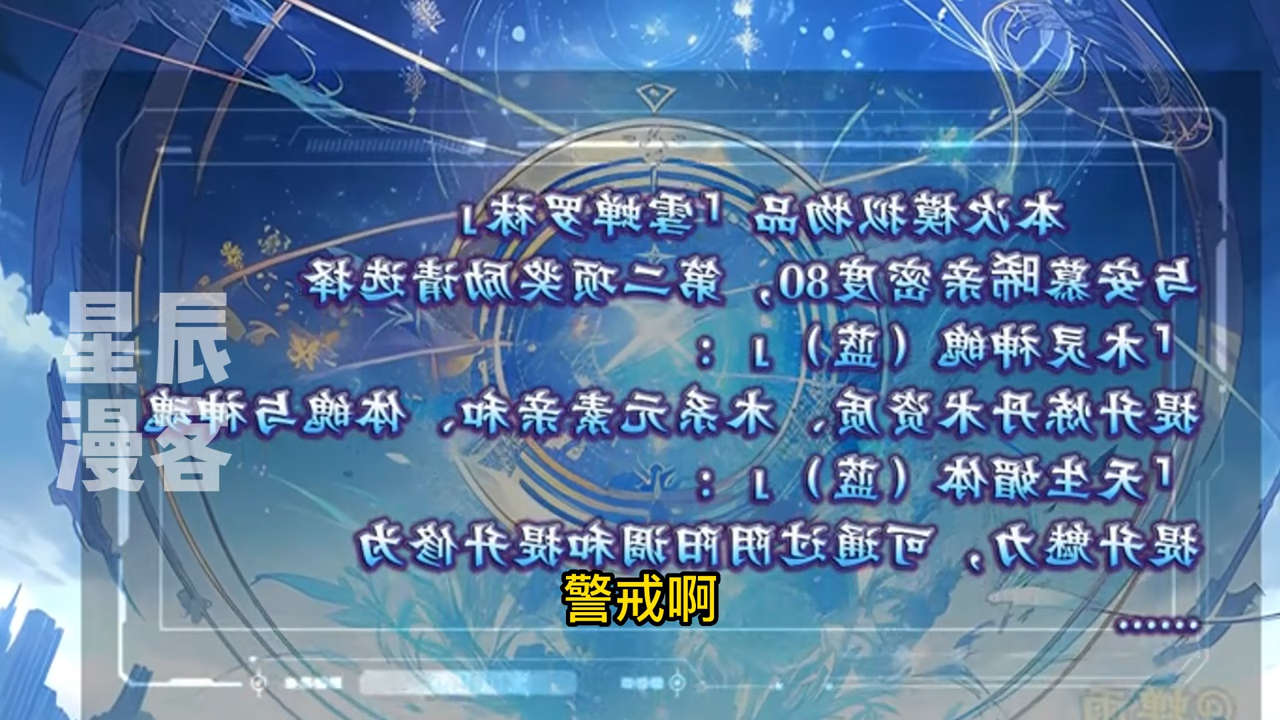 本次模拟物品「雪蝉罗袜」
与安慕晞亲密度80，第二项奖励请选择
「木灵神魄（蓝）」：
提升炼丹术资质、木系元素亲和、体魄与神魂
「天生媚体（蓝）」：
提升魅力，可通过阴阳调和提升修为
……
星辰
漫客
警戒啊